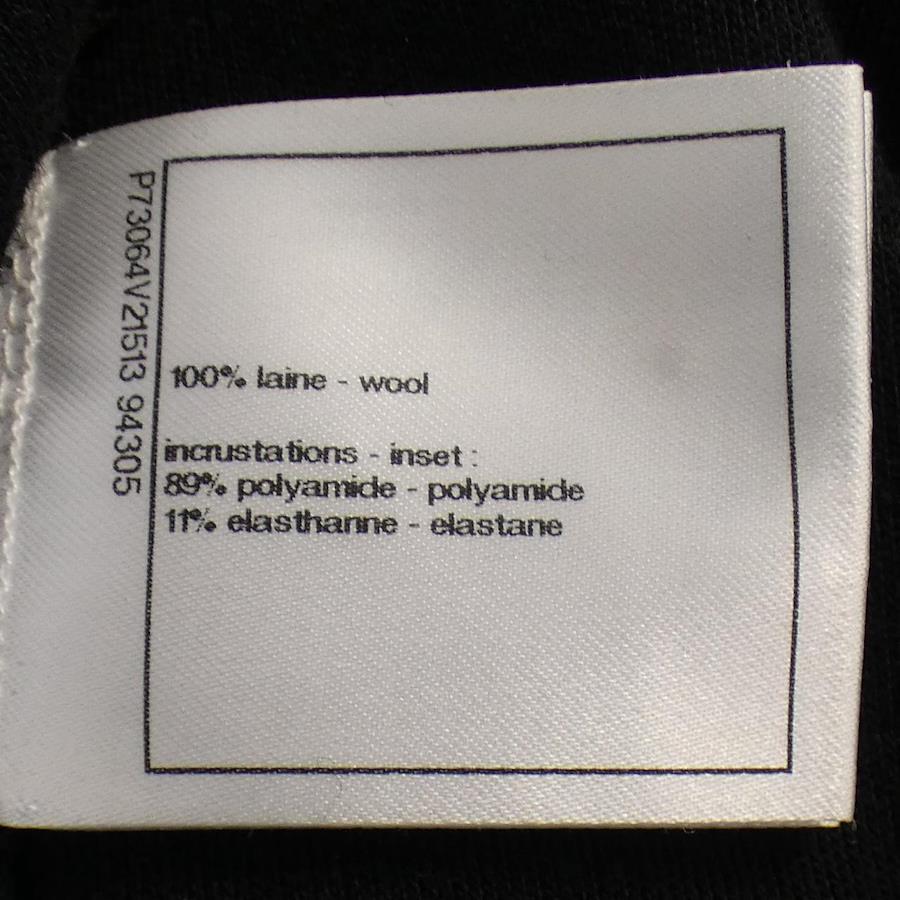 P73064V21513 94305
100% laine - wool
incrustations - inset :
89% polyamide - polyamide
11% elasthanne - elastane